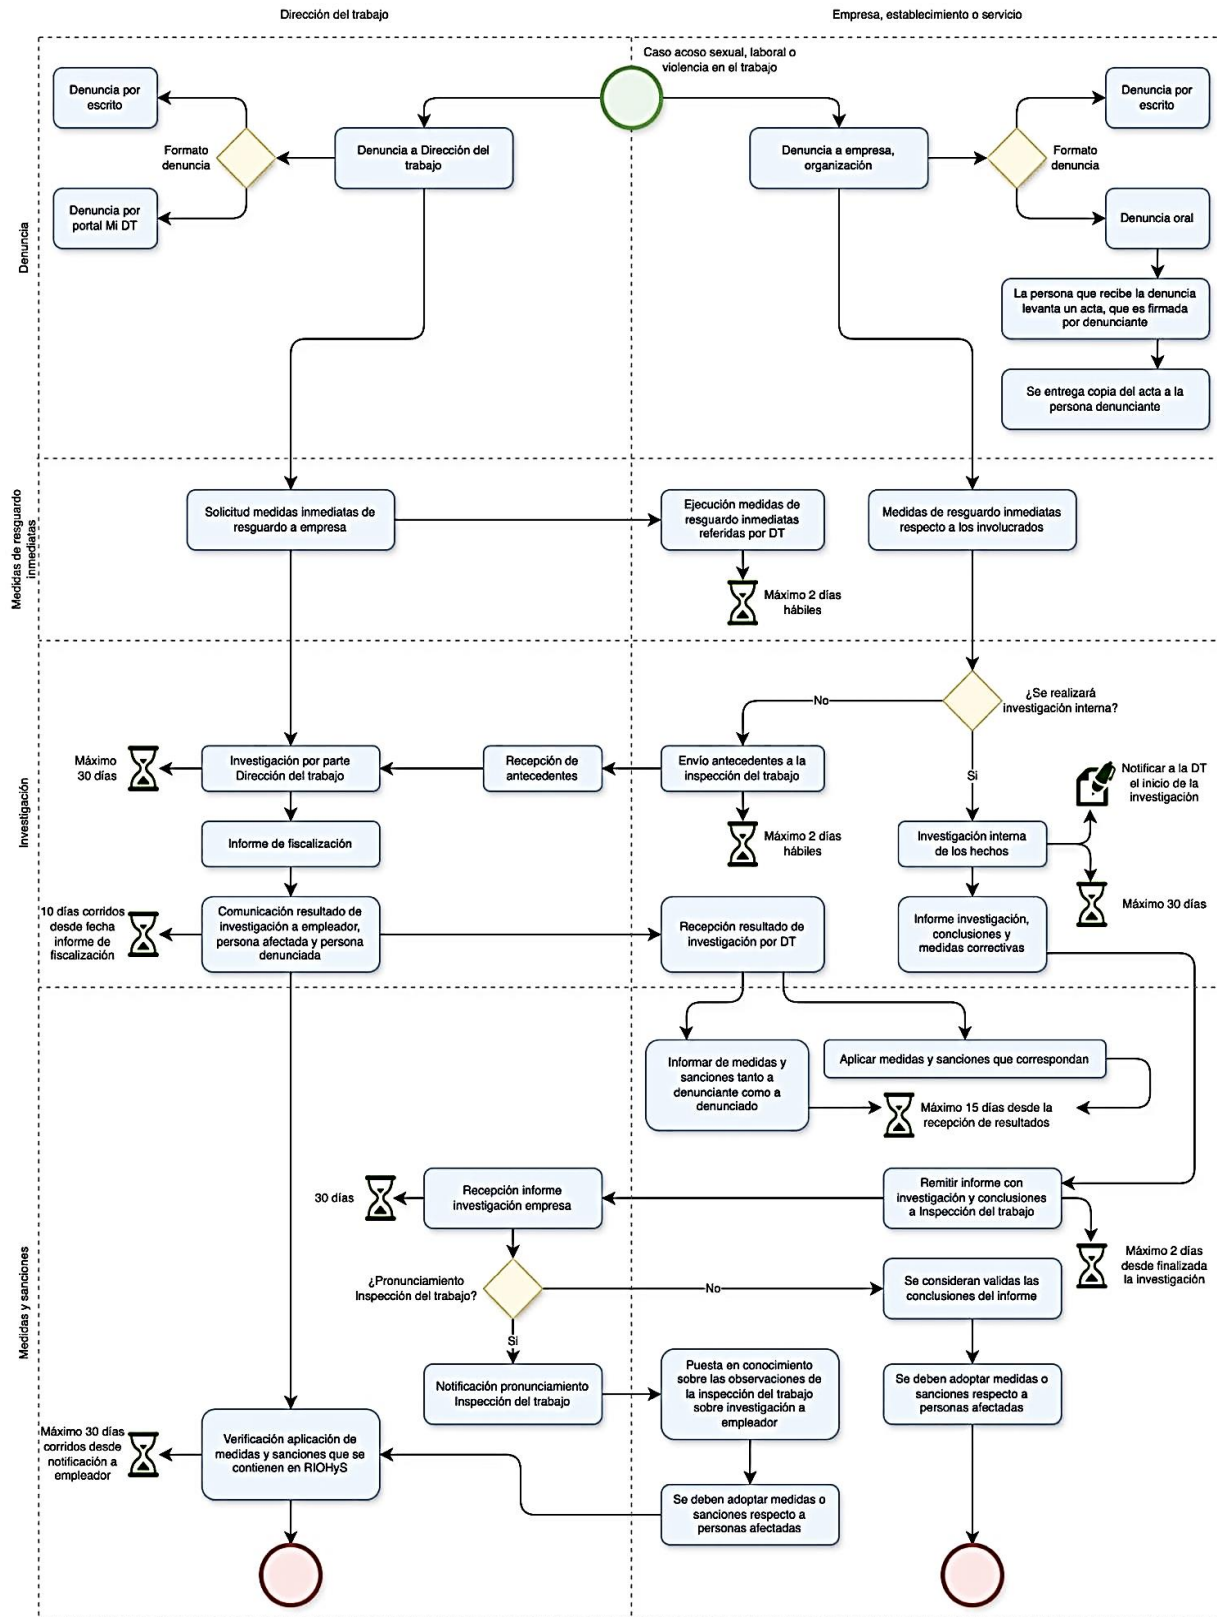 Dirección del trabajo
Empresa, establecimiento o servicio
Denuncia
Caso acoso sexual, laboral o
violencia en el trabajo
Denuncia por
escrito
Formato
denuncia
Denuncia a Dirección del
trabajo
Denuncia por
portal Mi DT
Denuncia a empresa,
organización
Formato
denuncia
Denuncia por
escrito
Denuncia oral
La persona que recibe la denuncia
levanta un acta, que es firmada
por denunciante
Se entrega copia del acta a la
persona denunciante
Medidas de resguardo
inmediatas
Solicitud medidas inmediatas de
resguardo a empresa
Ejecución medidas de
resguardo inmediatas
referidas por DT
Máximo 2 días
hábiles
Medidas de resguardo inmediatas
respecto a los involucrados
Investigación
¿Se realizará
investigación interna?
No
Si
Máximo
30 días
Investigación por parte
Dirección del trabajo
Recepción de
antecedentes
Envío antecedentes a la
inspección del trabajo
Máximo 2 días
hábiles
Notificar a la DT
el inicio de la
investigación
Investigación interna
de los hechos
Máximo 30 días
Informe de fiscalización
10 días corridos
desde fecha
informe de
fiscalización
Comunicación resultado de
investigación a empleador,
persona afectada y persona
denunciada
Recepción resultado de
investigación por DT
Informe investigación,
conclusiones y
medidas correctivas
Medidas y sanciones
Informar de medidas y
sanciones tanto a
denunciante como a
denunciado
Aplicar medidas y sanciones que correspondan
Máximo 15 días desde la
recepción de resultados
30 días
Recepción informe
investigación empresa
Remitir informe con
investigación y conclusiones
a Inspección del trabajo
Máximo 2 días
desde finalizada
la investigación
¿Pronunciamiento
Inspección del trabajo?
No
Si
Se consideran validas las
conclusiones del informe
Notificación pronunciamiento
Inspección del trabajo
Puesta en conocimiento
sobre las observaciones de
la inspección del trabajo
sobre investigación a
empleador
Se deben adoptar medidas o
sanciones respecto a
personas afectadas
Máximo 30 días
corridos desde
notificación a
empleador
Verificación aplicación de
medidas y sanciones que se
contienen en RIOHyS
Se deben adoptar medidas o
sanciones respecto a
personas afectadas